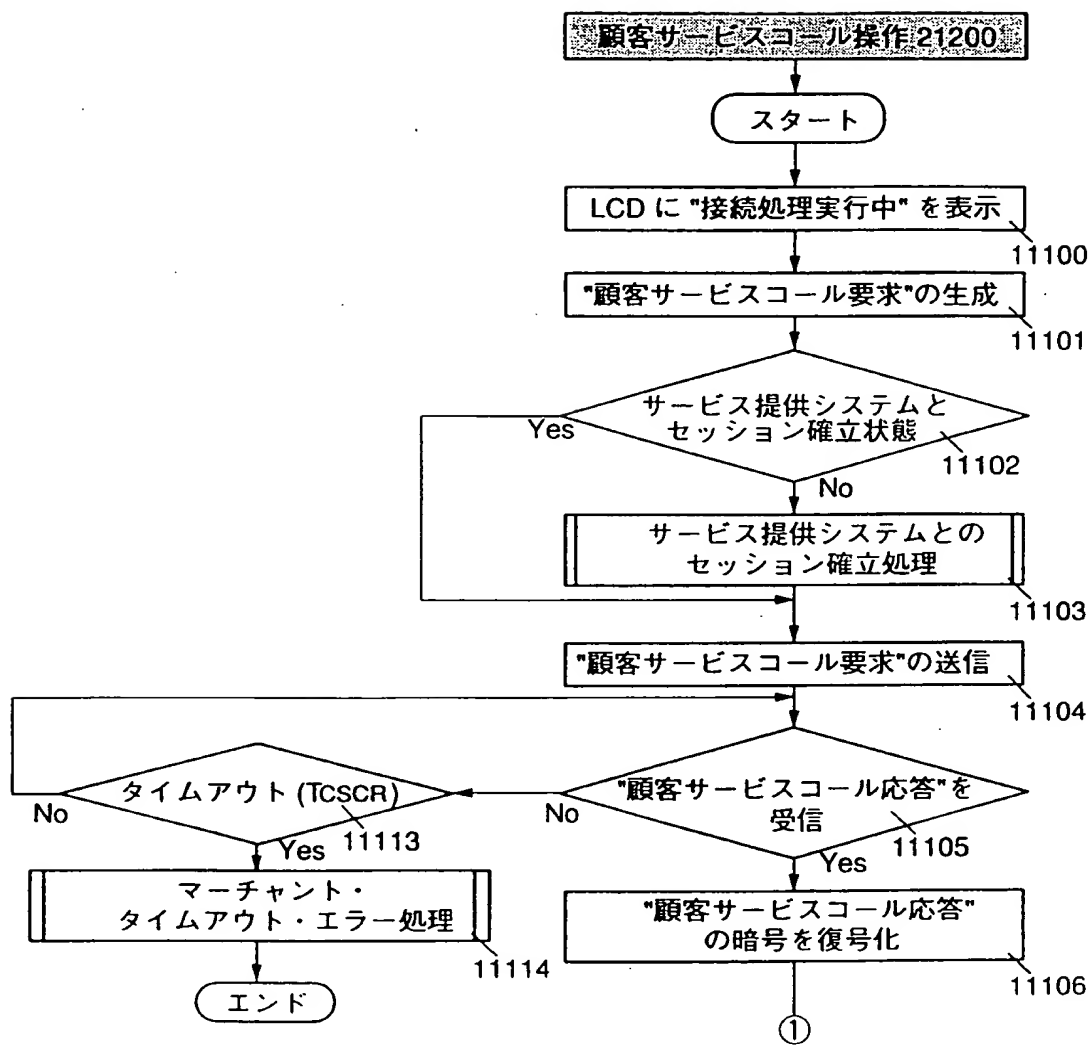 顧客サービスコール操作 21200
スタート
LCD に "接続処理実行中" を表示
11100
"顧客サービスコール要求"の生成
11101
サービス提供システムと
セッション確立状態
11102
Yes
No
サービス提供システムとの
セッション確立処理
11103
"顧客サービスコール要求"の送信
11104
"顧客サービスコール応答"を
受信
11105
No
Yes
タイムアウト (TCSCR)
11113
No
Yes
マーチャント・
タイムアウト・エラー処理
11114
エンド
"顧客サービスコール応答"
の暗号を復号化
11106
①